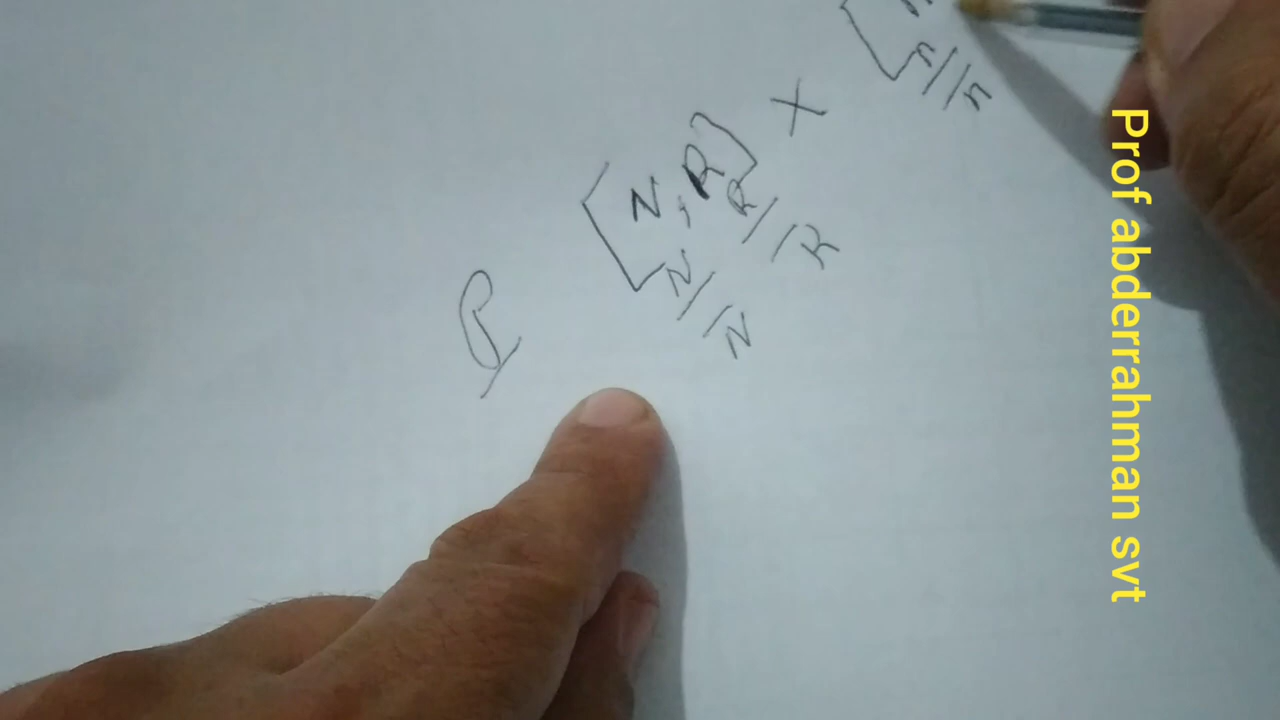 P [N, R] X [
N//N R//R n//n
Prof abderrahman svt